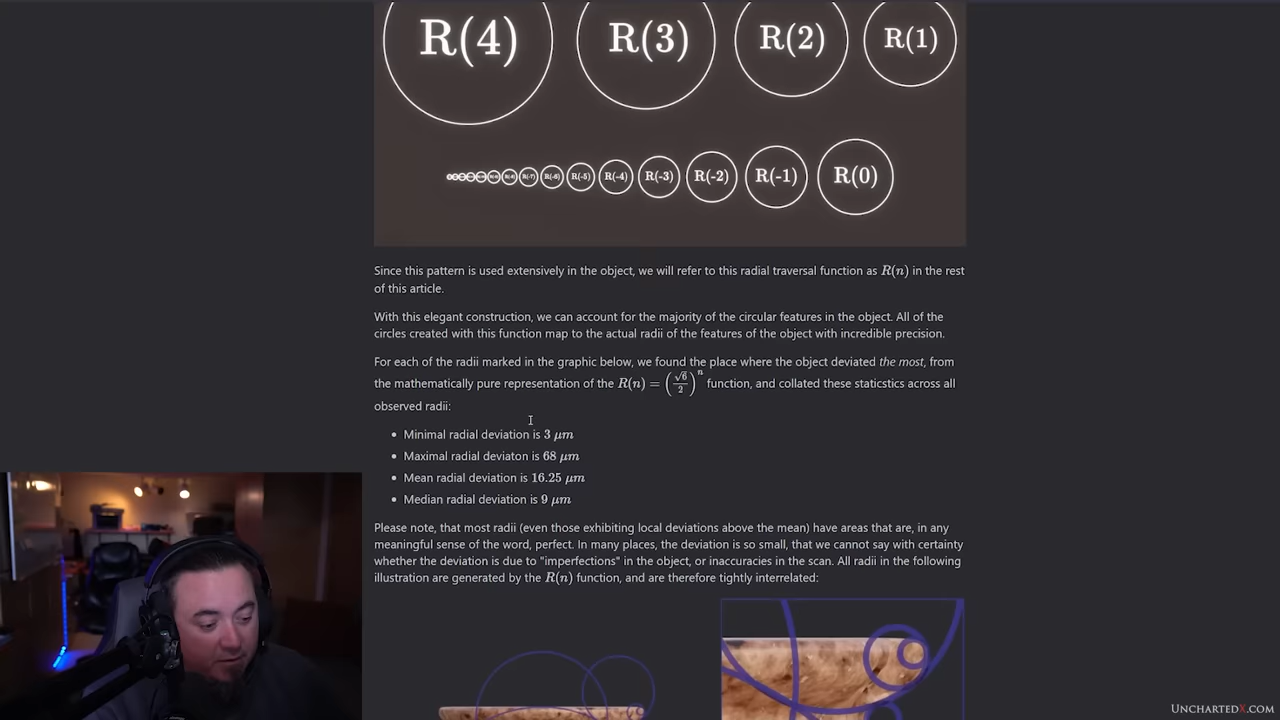 R(4) R(3) R(2) R(1)
R(-7) R(-6) R(-5) R(-4) R(-3) R(-2) R(-1) R(0)
Since this pattern is used extensively in the object, we will refer to this radial traversal function as R(n) in the rest
of this article.
With this elegant construction, we can account for the majority of the circular features in the object. All of the
circles created with this function map to the actual radii of the features of the object with incredible precision.
For each of the radii marked in the graphic below, we found the place where the object deviated the most, from
the mathematically pure representation of the R(n) = (√6/2)^n function, and collated these staticstics across all
observed radii:
• Minimal radial deviation is 3 μm
• Maximal radial deviaton is 68 μm
• Mean radial deviation is 16.25 μm
• Median radial deviation is 9 μm
Please note, that most radii (even those exhibiting local deviations above the mean) have areas that are, in any
meaningful sense of the word, perfect. In many places, the deviation is so small, that we cannot say with certainty
whether the deviation is due to "imperfections" in the object, or inaccuracies in the scan. All radii in the following
illustration are generated by the R(n) function, and are therefore tightly interrelated:
UNCHARTEDX.COM